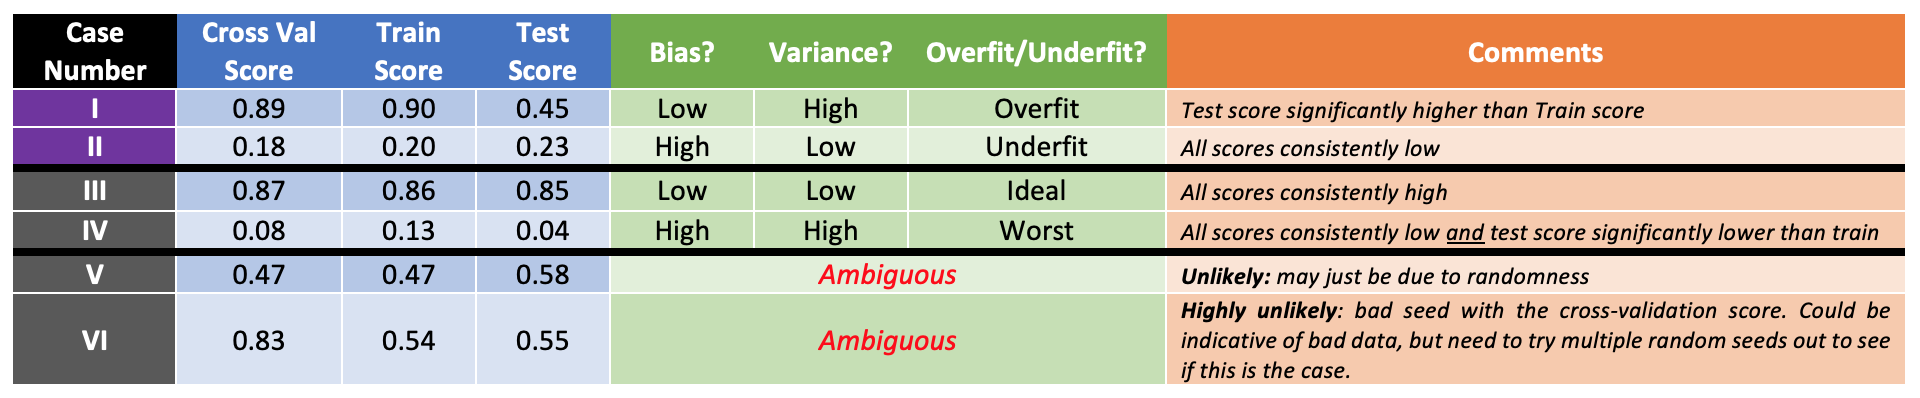 Case Number Cross Val Score Train Score Test Score Bias? Variance? Overfit/Underfit? Comments
I 0.89 0.90 0.45 Low High Overfit Test score significantly higher than Train score
II 0.18 0.20 0.23 High Low Underfit All scores consistently low
III 0.87 0.86 0.85 Low Low Ideal All scores consistently high
IV 0.08 0.13 0.04 High High Worst All scores consistently low and test score significantly lower than train
V 0.47 0.47 0.58 Ambiguous Unlikely: may just be due to randomness
VI 0.83 0.54 0.55 Ambiguous Highly unlikely: bad seed with the cross-validation score. Could be
indicative of bad data, but need to try multiple random seeds out to see
if this is the case.